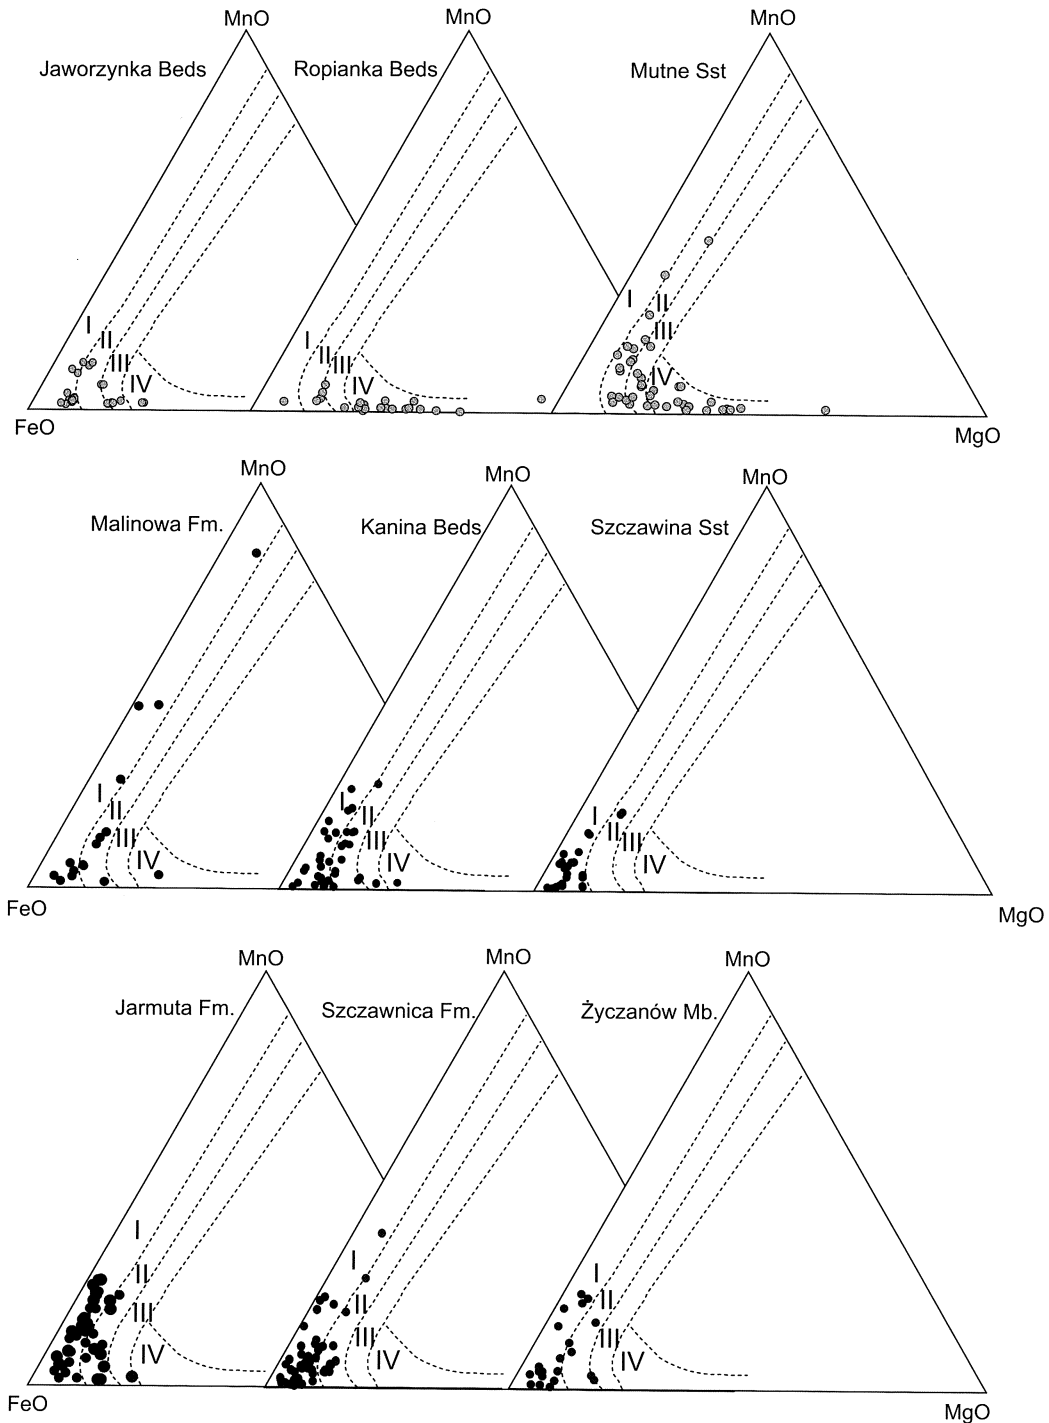 MnO MnO MnO
Jaworzynka Beds Ropianka Beds Mutne Sst
I II III IV I II III IV I II III IV
FeO MgO
MnO MnO MnO
Malinowa Fm. Kanina Beds Szczawina Sst
I II III IV I II III IV I II III IV
FeO MgO
MnO MnO MnO
Jarmuta Fm. Szczawnica Fm. Życzanów Mb.
I II III IV I II III IV I II III IV
FeO MgO